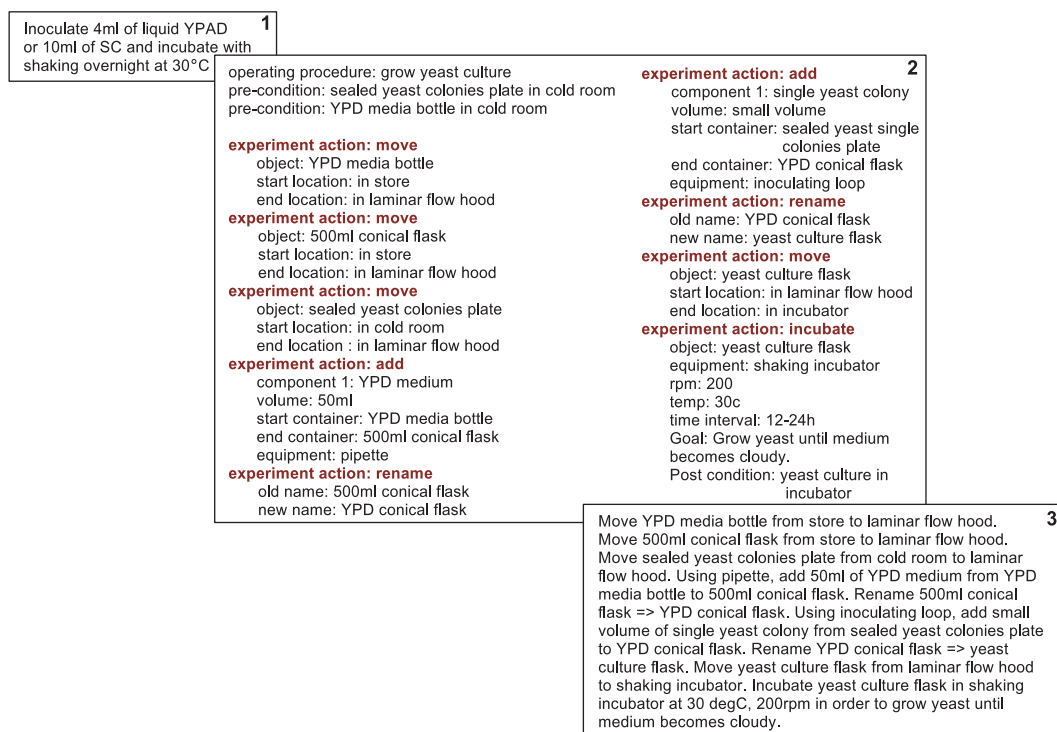 1
Inoculate 4ml of liquid YPAD
or 10ml of SC and incubate with
shaking overnight at 30°C
2
operating procedure: grow yeast culture
pre-condition: sealed yeast colonies plate in cold room
pre-condition: YPD media bottle in cold room
experiment action: move
object: YPD media bottle
start location: in store
end location: in laminar flow hood
experiment action: move
object: 500ml conical flask
start location: in store
end location: in laminar flow hood
experiment action: move
object: sealed yeast colonies plate
start location: in cold room
end location : in laminar flow hood
experiment action: add
component 1: YPD medium
volume: 50ml
start container: YPD media bottle
end container: 500ml conical flask
equipment: pipette
experiment action: rename
old name: 500ml conical flask
new name: YPD conical flask
experiment action: add
component 1: single yeast colony
volume: small volume
start container: sealed yeast single
colonies plate
end container: YPD conical flask
equipment: inoculating loop
experiment action: rename
old name: YPD conical flask
new name: yeast culture flask
experiment action: move
object: yeast culture flask
start location: in laminar flow hood
end location: in incubator
experiment action: incubate
object: yeast culture flask
equipment: shaking incubator
rpm: 200
temp: 30c
time interval: 12-24h
Goal: Grow yeast until medium
becomes cloudy.
Post condition: yeast culture in
incubator
3
Move YPD media bottle from store to laminar flow hood.
Move 500ml conical flask from store to laminar flow hood.
Move sealed yeast colonies plate from cold room to laminar
flow hood. Using pipette, add 50ml of YPD medium from YPD
media bottle to 500ml conical flask. Rename 500ml conical
flask => YPD conical flask. Using inoculating loop, add small
volume of single yeast colony from sealed yeast colonies plate
to YPD conical flask. Rename YPD conical flask => yeast
culture flask. Move yeast culture flask from laminar flow hood
to shaking incubator. Incubate yeast culture flask in shaking
incubator at 30 degC, 200rpm in order to grow yeast until
medium becomes cloudy.